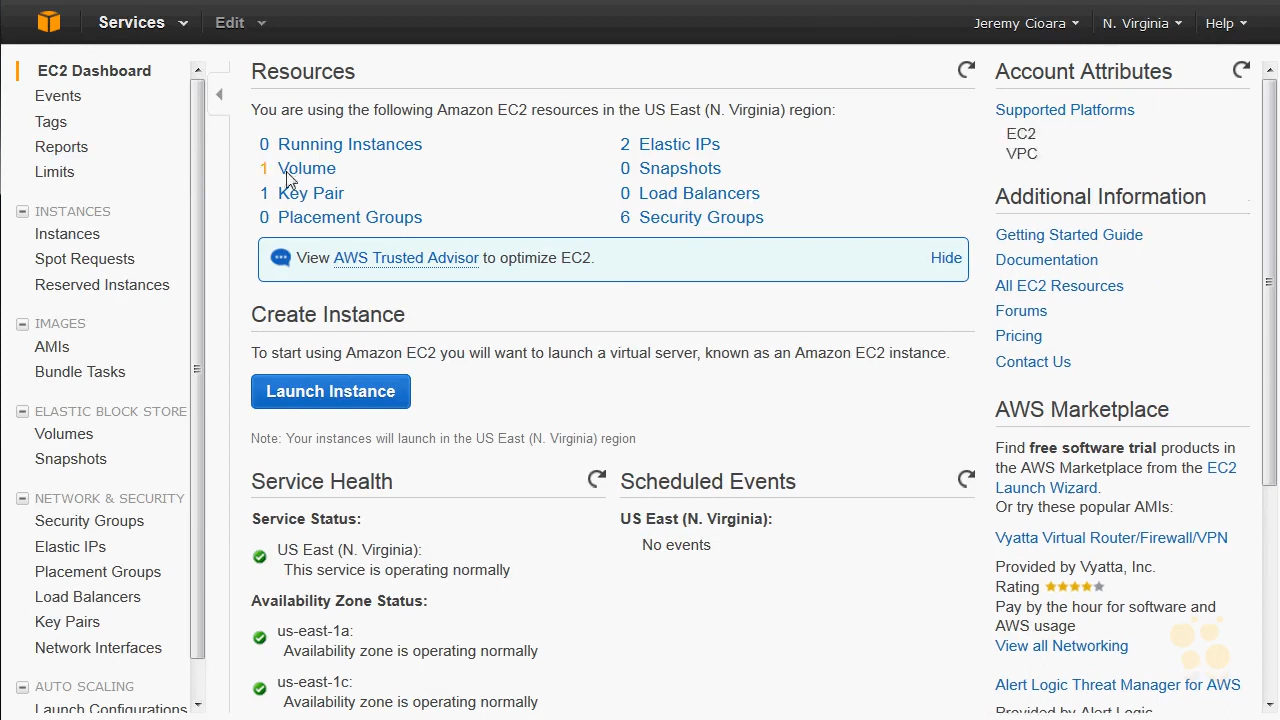 Services Edit Jeremy Cioara N. Virginia Help
EC2 Dashboard
Events
Tags
Reports
Limits
INSTANCES
Instances
Spot Requests
Reserved Instances
IMAGES
AMIs
Bundle Tasks
ELASTIC BLOCK STORE
Volumes
Snapshots
NETWORK & SECURITY
Security Groups
Elastic IPs
Placement Groups
Load Balancers
Key Pairs
Network Interfaces
AUTO SCALING
Launch Configurations
Resources
You are using the following Amazon EC2 resources in the US East (N. Virginia) region:
0 Running Instances 2 Elastic IPs
1 Volume 0 Snapshots
1 Key Pair 0 Load Balancers
0 Placement Groups 6 Security Groups
View AWS Trusted Advisor to optimize EC2. Hide
Create Instance
To start using Amazon EC2 you will want to launch a virtual server, known as an Amazon EC2 instance.
Launch Instance
Note: Your instances will launch in the US East (N. Virginia) region
Service Health
Service Status:
US East (N. Virginia):
This service is operating normally
Availability Zone Status:
us-east-1a:
Availability zone is operating normally
us-east-1c:
Availability zone is operating normally
Scheduled Events
US East (N. Virginia):
No events
Account Attributes
Supported Platforms
EC2
VPC
Additional Information
Getting Started Guide
Documentation
All EC2 Resources
Forums
Pricing
Contact Us
AWS Marketplace
Find free software trial products in
the AWS Marketplace from the EC2
Launch Wizard.
Or try these popular AMIs:
Vyatta Virtual Router/Firewall/VPN
Provided by Vyatta, Inc.
Rating
Pay by the hour for software and
AWS usage
View all Networking
Alert Logic Threat Manager for AWS
Provided by Alert Logic